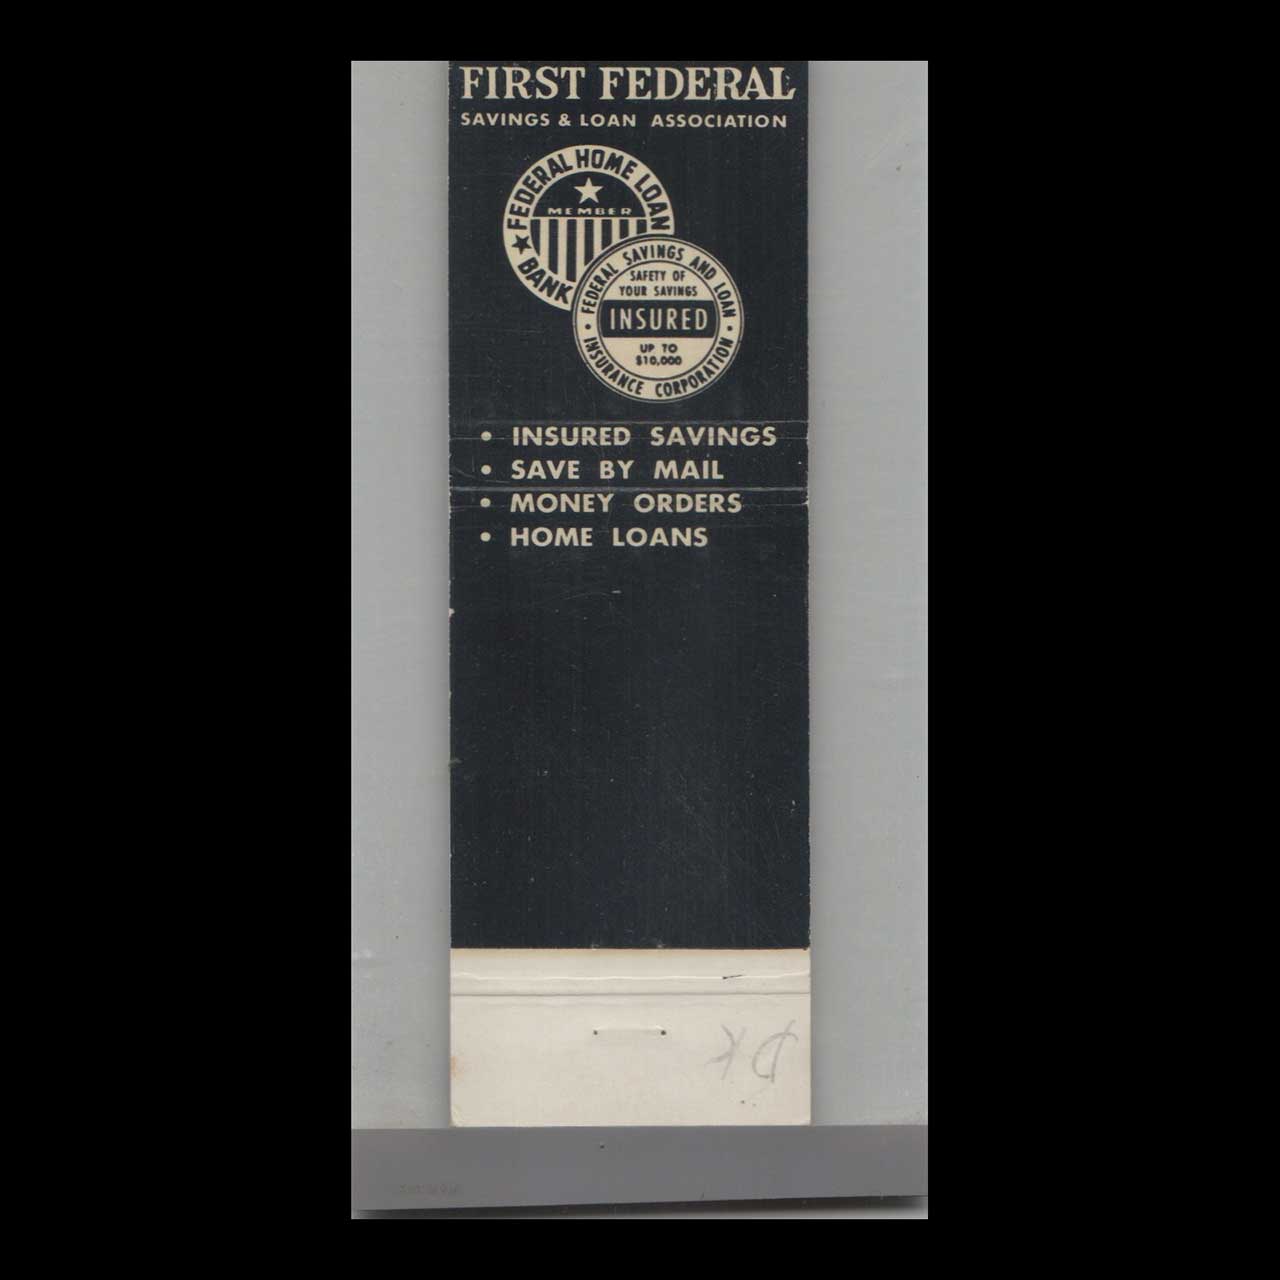 FIRST FEDERAL
SAVINGS & LOAN ASSOCIATION
FEDERAL HOME LOAN
★ BANK
MEMBER
FEDERAL SAVINGS AND LOAN
SAFETY OF
YOUR SAVINGS
INSURED
UP TO
$10,000
• INSURANCE CORPORATION •
• INSURED SAVINGS
• SAVE BY MAIL
• MONEY ORDERS
• HOME LOANS
DK